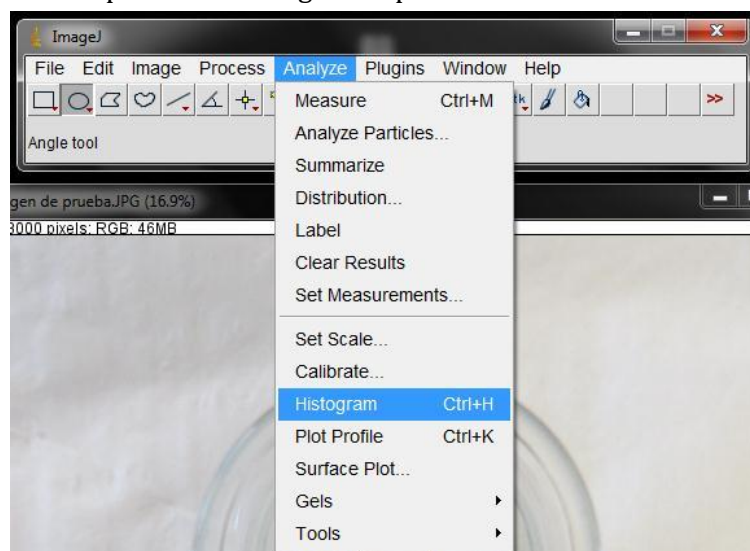 ImageJ
File Edit Image Process Analyze Plugins Window Help
Angle tool
Measure Ctrl+M
Analyze Particles...
Summarize
Distribution...
Label
Clear Results
Set Measurements...
Set Scale...
Calibrate...
Histogram Ctrl+H
Plot Profile Ctrl+K
Surface Plot...
Gels
Tools
gen de prueba.JPG (16.9%)
3000 pixels; RGB; 46MB